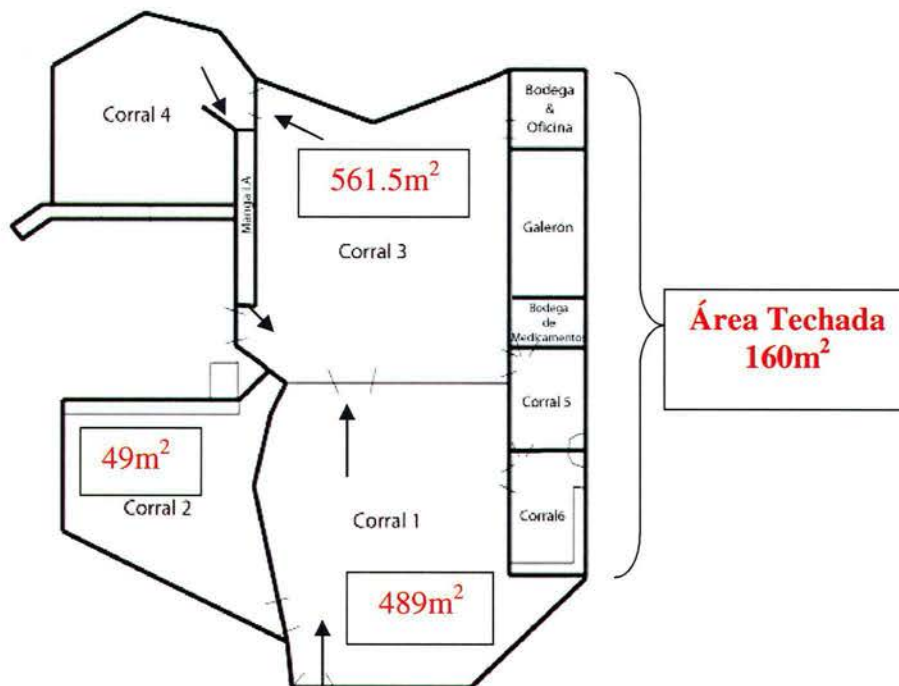 Corral 4
Bodega
&
Oficina
561.5m²
Manga I.A
Galerón
Corral 3
Bodega
de
Medicamentos
Área Techada
160m²
Corral 5
49m²
Corral 2
Corral 1
Corral6
489m²